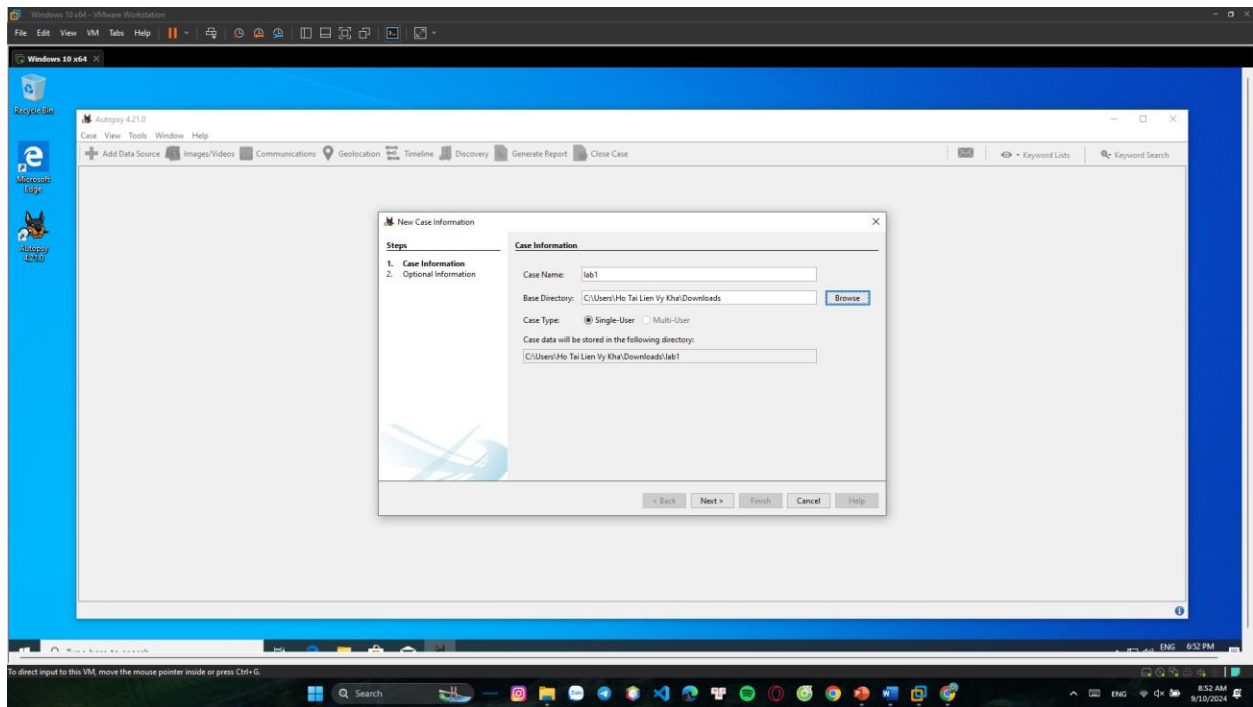 Windows 10 x64 - VMware Workstation
File Edit View VM Tabs Help
Windows 10 x64
Recycle Bin
Autopsy 4.21.0
Case View Tools Window Help
Add Data Source Images/Videos Communications Geolocation Timeline Discovery Generate Report Close Case Keyword Lists Keyword Search
Microsoft Edge
Autopsy 4.21.0
New Case Information
Steps
1. Case Information
2. Optional Information
Case Information
Case Name: lab1
Base Directory: C:\Users\Ho Tai Lien Vy Kha\Downloads Browse
Case Type: Single-User Multi-User
Case data will be stored in the following directory:
C:\Users\Ho Tai Lien Vy Kha\Downloads\lab1
< Back Next > Finish Cancel Help
ENG 6:52 PM
To direct input to this VM, move the mouse pointer inside or press Ctrl+G.
Search
ENG
8:52 AM
9/10/2024